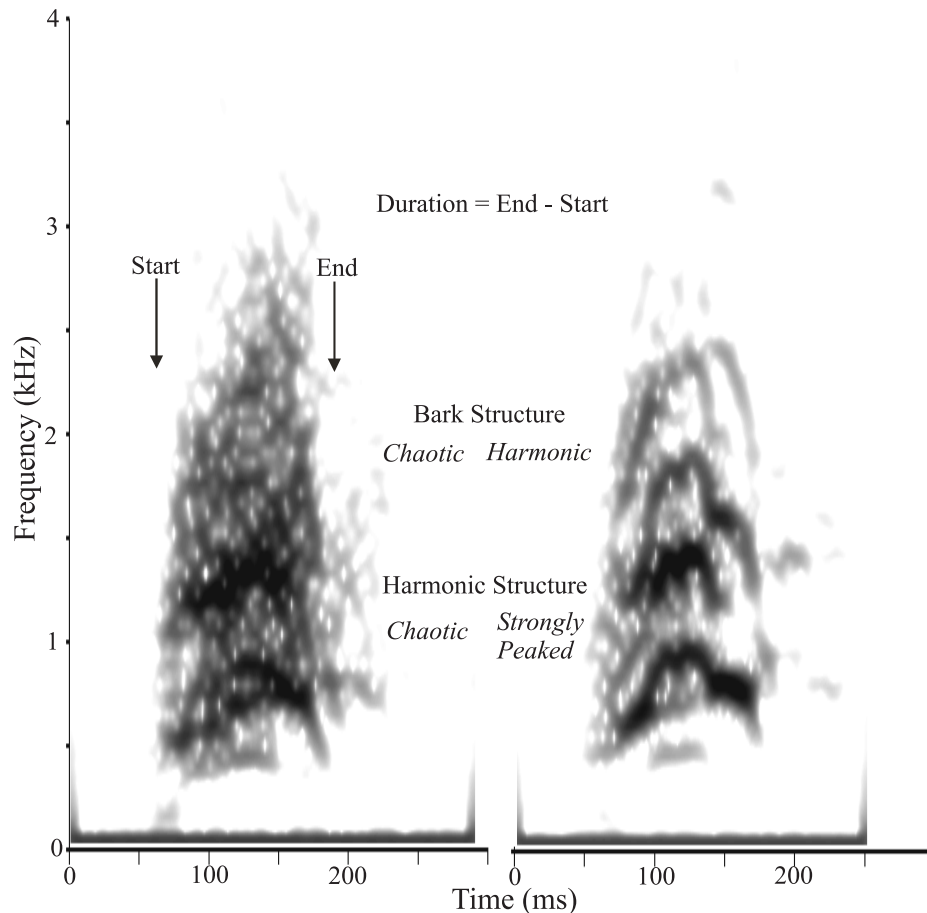 4
Duration = End - Start
3
Start End
Frequency (kHz)
2
Bark Structure
Chaotic Harmonic
Harmonic Structure
Chaotic Strongly
Peaked
1
0
0 100 200 0 100 200
Time (ms)